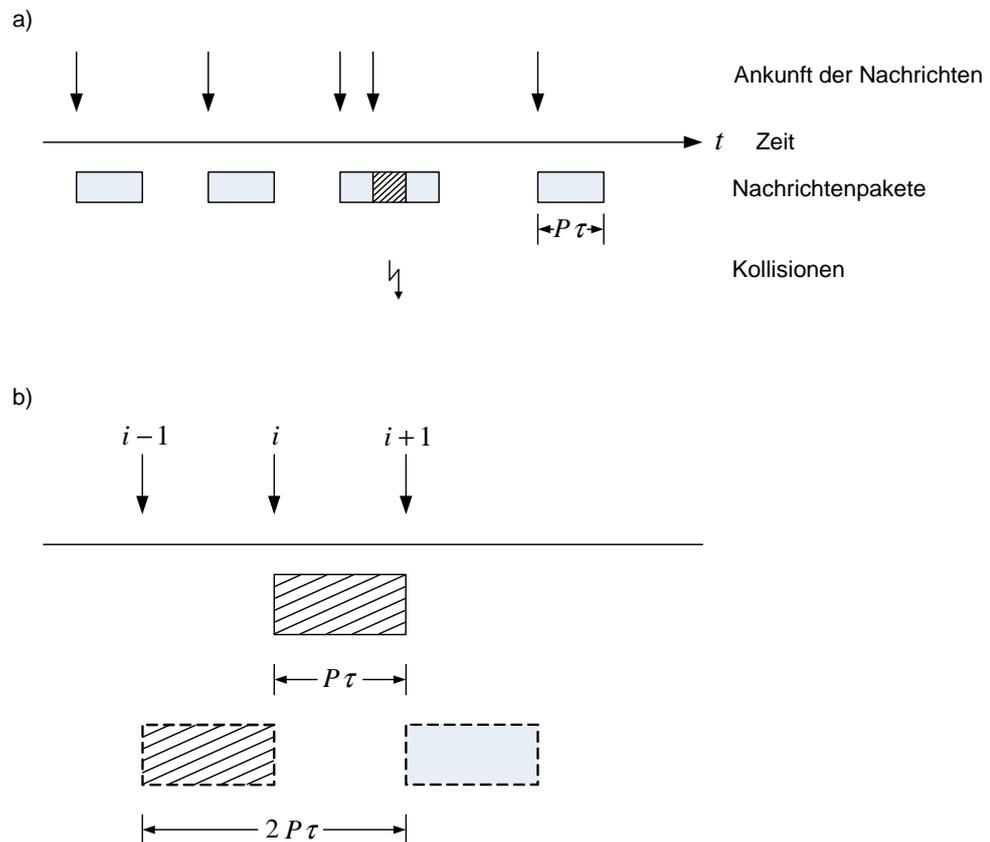 a)
Ankunft der Nachrichten
t Zeit
Nachrichtenpakete
P τ
Kollisionen
b)
i – 1 i i + 1
P τ
2 P τ